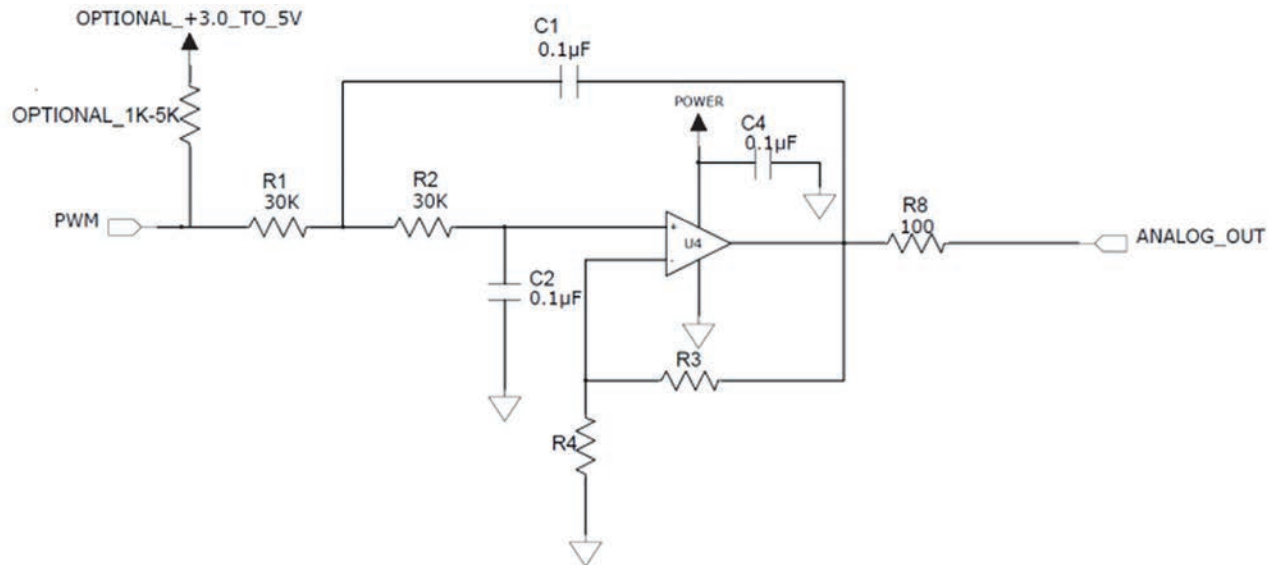 OPTIONAL_+3.0_TO_5V
C1
0.1µF
OPTIONAL_1K-5K
POWER
C4
0.1µF
R1
30K
R2
30K
R8
100
PWM
+
U4
-
ANALOG_OUT
C2
0.1µF
R3
R4